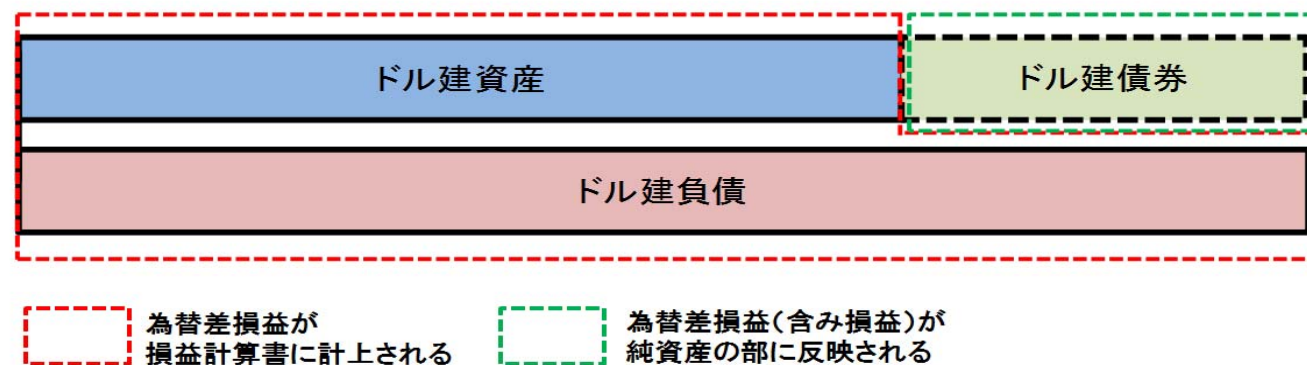 ドル建資産
ドル建債券
ドル建負債
為替差損益が
損益計算書に計上される
為替差損益(含み損益)が
純資産の部に反映される